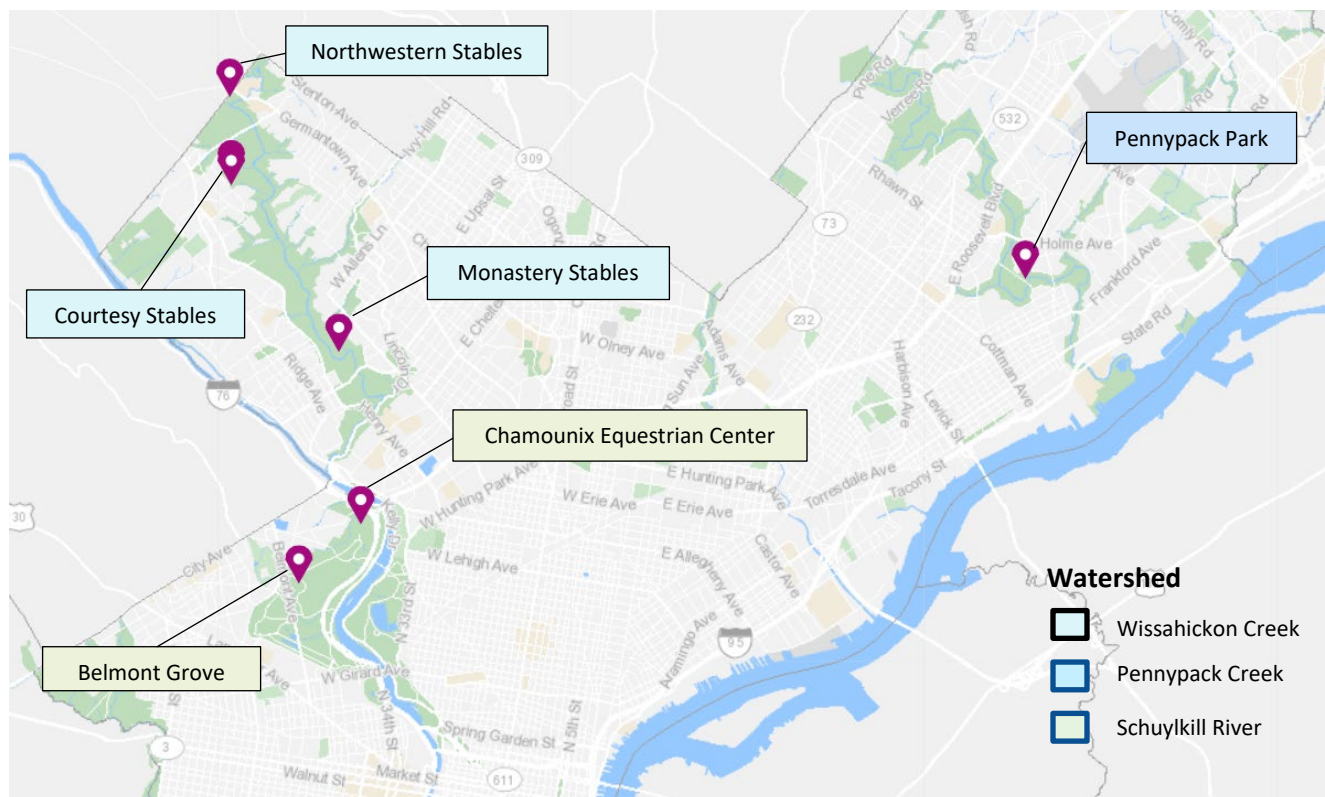 Northwestern Stables
Pennypack Park
Monastery Stables
Courtesy Stables
Chamounix Equestrian Center
Belmont Grove
Watershed
Wissahickon Creek
Pennypack Creek
Schuylkill River
Stenton Ave
Germantown Ave
Ivy Hill Rd
309
E Upsal St
W Allens Ln
Lincoln Dr
Ridge Ave
76
Henry Ave
W Olney Ave
Adams Ave
232
73
Pine Rd
Verree Rd
532
Rhawn St
E Roosevelt Blvd
Holme Ave
Frankford Ave
State Rd
Cottman Ave
Harbison Ave
Levick St
Torresdale Ave
Tacony St
E Hunting Park Ave
W Hunting Park Ave
W Erie Ave
E Erie Ave
Kelly Dr
W Lehigh Ave
E Allegheny Ave
Castor Ave
Aramingo Ave
95
30
City Ave
Belmont Ave
N 33rd St
W Girard Ave
N 34th St
Spring Garden St
N 5th St
3
Walnut St
Market St
611
Comly Rd